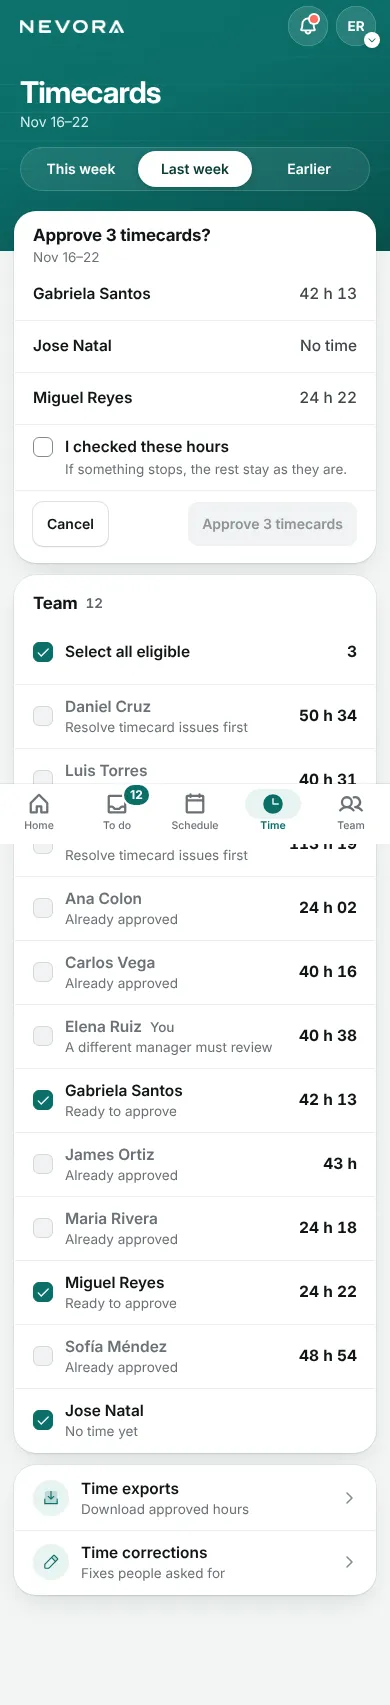 NEVORA
ER
Timecards
Nov 16–22
This week
Last week
Earlier
Approve 3 timecards?
Nov 16–22
Gabriela Santos
42 h 13
Jose Natal
No time
Miguel Reyes
24 h 22
I checked these hours
If something stops, the rest stay as they are.
Cancel
Approve 3 timecards
Team 12
Select all eligible
3
Daniel Cruz
Resolve timecard issues first
50 h 34
Luis Torres
40 h 31
12
Home
To do
Schedule
Time
Team
Resolve timecard issues first
113 h 19
Ana Colon
Already approved
24 h 02
Carlos Vega
Already approved
40 h 16
Elena Ruiz You
A different manager must review
40 h 38
Gabriela Santos
Ready to approve
42 h 13
James Ortiz
Already approved
43 h
Maria Rivera
Already approved
24 h 18
Miguel Reyes
Ready to approve
24 h 22
Sofía Méndez
Already approved
48 h 54
Jose Natal
No time yet
Time exports
Download approved hours
Time corrections
Fixes people asked for